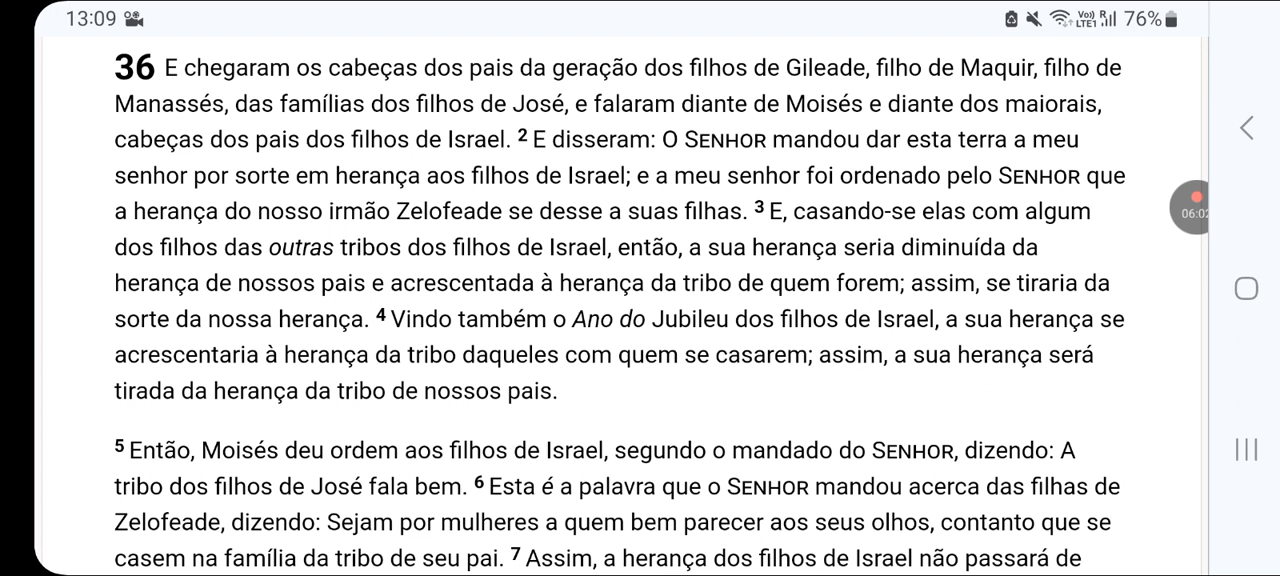 13:09
Vo)) R
LTE1 76%
36 E chegaram os cabeças dos pais da geração dos filhos de Gileade, filho de Maquir, filho de
Manassés, das famílias dos filhos de José, e falaram diante de Moisés e diante dos maiorais,
cabeças dos pais dos filhos de Israel. 2 E disseram: O SENHOR mandou dar esta terra a meu
senhor por sorte em herança aos filhos de Israel; e a meu senhor foi ordenado pelo SENHOR que
a herança do nosso irmão Zelofeade se desse a suas filhas. 3 E, casando-se elas com algum
06:02
dos filhos das outras tribos dos filhos de Israel, então, a sua herança seria diminuída da
herança de nossos pais e acrescentada à herança da tribo de quem forem; assim, se tiraria da
sorte da nossa herança. 4 Vindo também o Ano do Jubileu dos filhos de Israel, a sua herança se
acrescentaria à herança da tribo daqueles com quem se casarem; assim, a sua herança será
tirada da herança da tribo de nossos pais.
5 Então, Moisés deu ordem aos filhos de Israel, segundo o mandado do SENHOR, dizendo: A
tribo dos filhos de José fala bem. 6 Esta é a palavra que o SENHOR mandou acerca das filhas de
Zelofeade, dizendo: Sejam por mulheres a quem bem parecer aos seus olhos, contanto que se
casem na família da tribo de seu pai. 7 Assim, a herança dos filhos de Israel não passará de